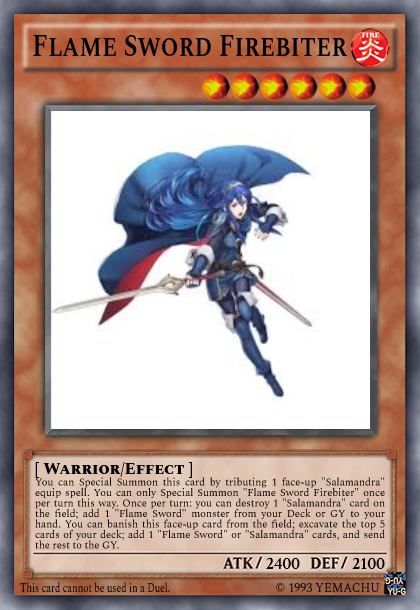 FLAME SWORD FIREBITER
FIRE
炎
[ WARRIOR/EFFECT ]
You can Special Summon this card by tributing 1 face-up "Salamandra"
equip spell. You can only Special Summon "Flame Sword Firebiter" once
per turn this way. Once per turn: you can destroy 1 "Salamandra" card on
the field; add 1 "Flame Sword" monster from your Deck or GY to your
hand. You can banish this face-up card from the field; excavate the top 5
cards of your deck; add 1 "Flame Sword" or "Salamandra" cards, and send
the rest to the GY.
ATK/ 2400 DEF/ 2100
This card cannot be used in a Duel.
© 1993 YEMACHU